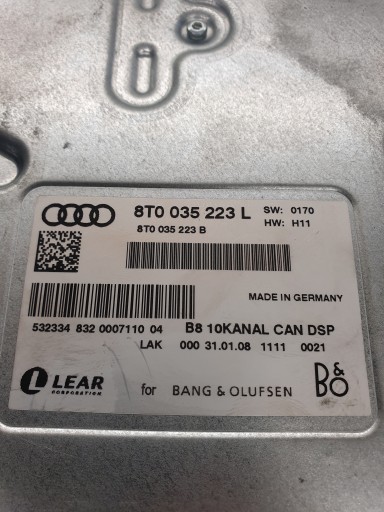 8T0 035 223 L SW: 0170
8T0 035 223 B HW: H11
MADE IN GERMANY
532334 832 0007110 04 B8 10KANAL CAN DSP
LAK 000 31.01.08 1111 0021
LEAR for BANG & OLUFSEN B&O
CORPORATION